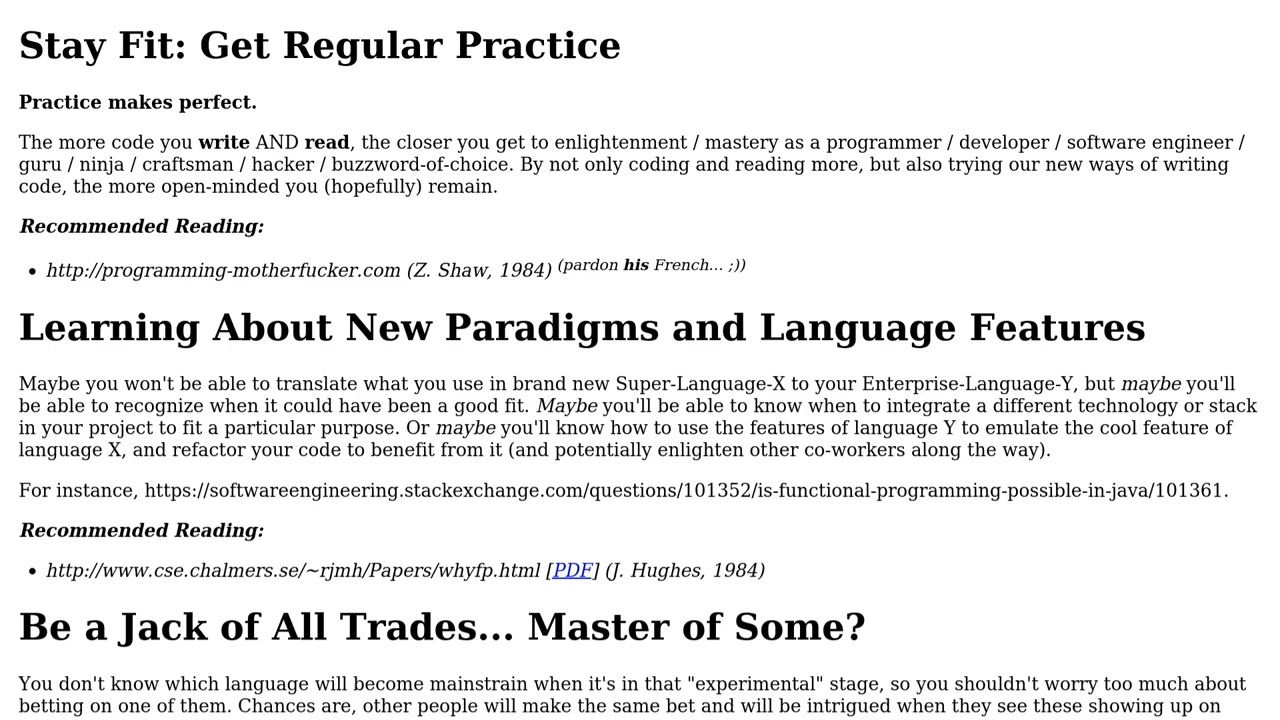 Stay Fit: Get Regular Practice
Practice makes perfect.
The more code you write AND read, the closer you get to enlightenment / mastery as a programmer / developer / software engineer /
guru / ninja / craftsman / hacker / buzzword-of-choice. By not only coding and reading more, but also trying our new ways of writing
code, the more open-minded you (hopefully) remain.
Recommended Reading:
• http://programming-motherfucker.com (Z. Shaw, 1984) (pardon his French... ;))
Learning About New Paradigms and Language Features
Maybe you won't be able to translate what you use in brand new Super-Language-X to your Enterprise-Language-Y, but maybe you'll
be able to recognize when it could have been a good fit. Maybe you'll be able to know when to integrate a different technology or stack
in your project to fit a particular purpose. Or maybe you'll know how to use the features of language Y to emulate the cool feature of
language X, and refactor your code to benefit from it (and potentially enlighten other co-workers along the way).
For instance, https://softwareengineering.stackexchange.com/questions/101352/is-functional-programming-possible-in-java/101361.
Recommended Reading:
• http://www.cse.chalmers.se/~rjmh/Papers/whyfp.html [PDF] (J. Hughes, 1984)
Be a Jack of All Trades... Master of Some?
You don't know which language will become mainstrain when it's in that "experimental" stage, so you shouldn't worry too much about
betting on one of them. Chances are, other people will make the same bet and will be intrigued when they see these showing up on